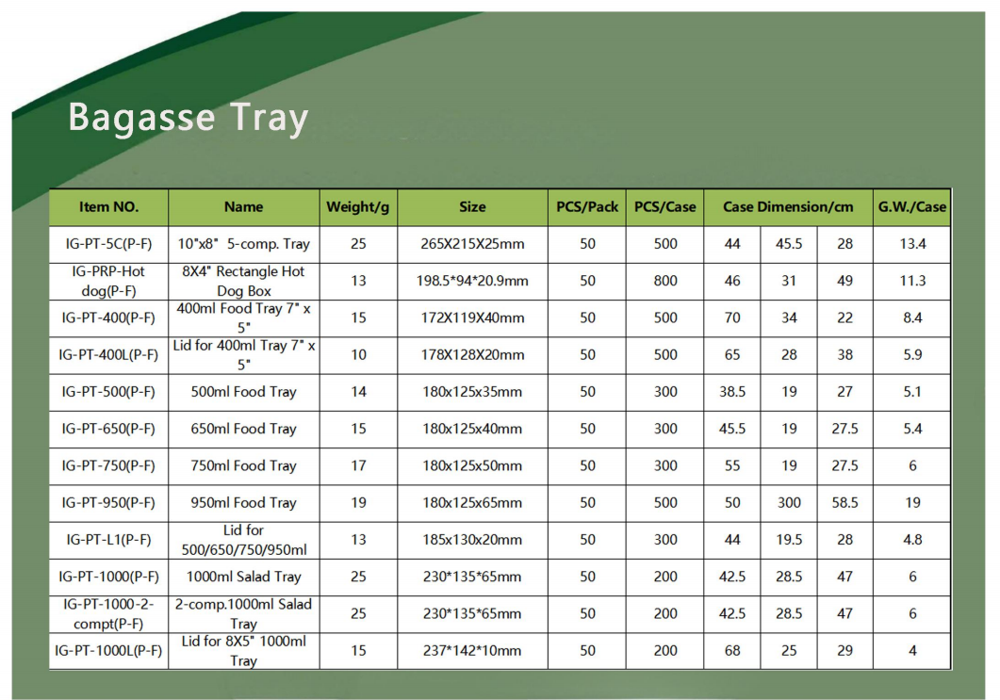 Bagasse Tray
Item NO. Name Weight/g Size PCS/Pack PCS/Case Case Dimension/cm G.W./Case
IG-PT-5C(P-F) 10"x8" 5-comp. Tray 25 265X215X25mm 50 500 44 45.5 28 13.4
IG-PRP-Hot dog(P-F) 8X4" Rectangle Hot Dog Box 13 198.5*94*20.9mm 50 800 46 31 49 11.3
IG-PT-400(P-F) 400ml Food Tray 7" x 5" 15 172X119X40mm 50 500 70 34 22 8.4
IG-PT-400L(P-F) Lid for 400ml Tray 7" x 5" 10 178X128X20mm 50 500 65 28 38 5.9
IG-PT-500(P-F) 500ml Food Tray 14 180x125x35mm 50 300 38.5 19 27 5.1
IG-PT-650(P-F) 650ml Food Tray 15 180x125x40mm 50 300 45.5 19 27.5 5.4
IG-PT-750(P-F) 750ml Food Tray 17 180x125x50mm 50 300 55 19 27.5 6
IG-PT-950(P-F) 950ml Food Tray 19 180x125x65mm 50 500 50 300 58.5 19
IG-PT-L1(P-F) Lid for 500/650/750/950ml 13 185x130x20mm 50 300 44 19.5 28 4.8
IG-PT-1000(P-F) 1000ml Salad Tray 25 230*135*65mm 50 200 42.5 28.5 47 6
IG-PT-1000-2-compt(P-F) 2-comp.1000ml Salad Tray 25 230*135*65mm 50 200 42.5 28.5 47 6
IG-PT-1000L(P-F) Lid for 8X5" 1000ml Tray 15 237*142*10mm 50 200 68 25 29 4